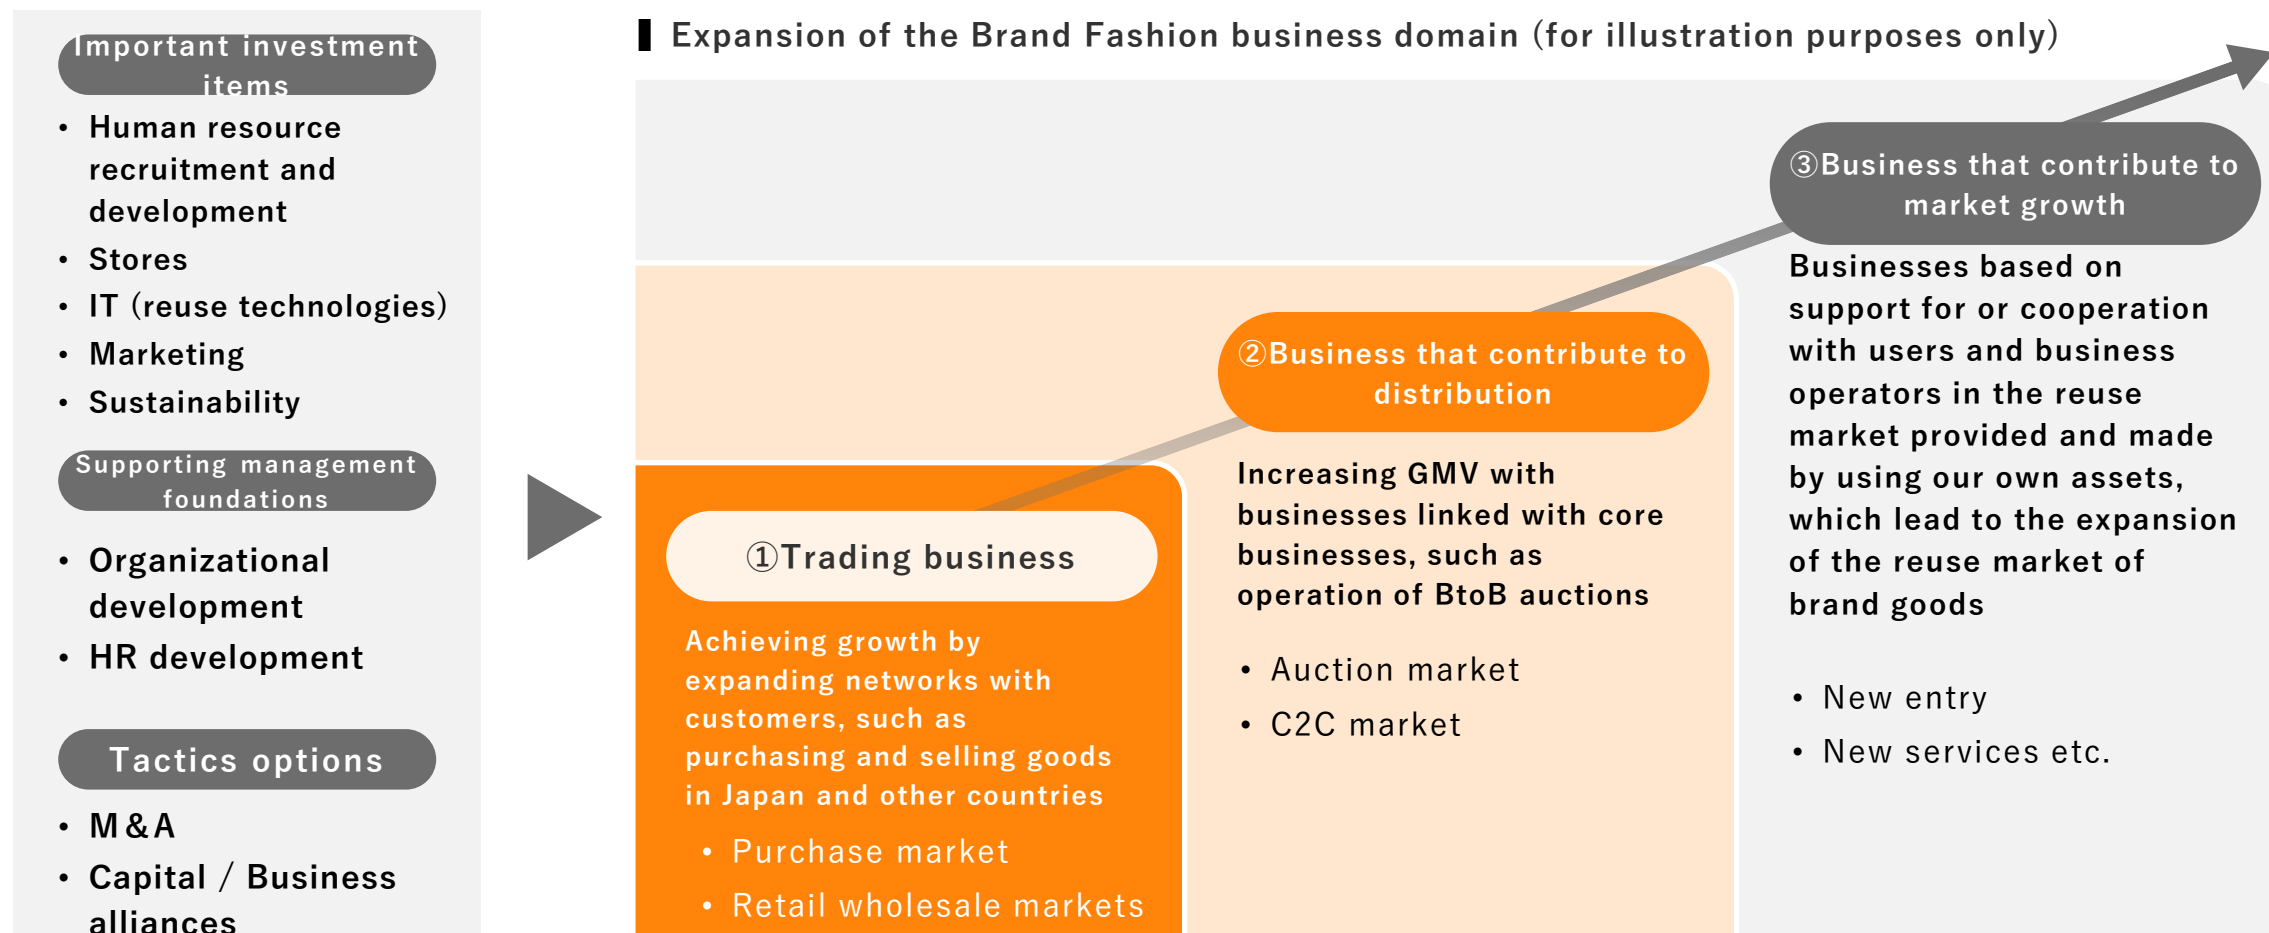 Important investment
items
• Human resource
recruitment and
development
• Stores
• IT (reuse technologies)
• Marketing
• Sustainability
Supporting management
foundations
• Organizational
development
• HR development
Tactics options
• M&A
• Capital / Business
alliances
Expansion of the Brand Fashion business domain (for illustration purposes only)
①Trading business
Achieving growth by
expanding networks with
customers, such as
purchasing and selling goods
in Japan and other countries
• Purchase market
• Retail wholesale markets
②Business that contribute to
distribution
Increasing GMV with
businesses linked with core
businesses, such as
operation of BtoB auctions
• Auction market
• C2C market
③Business that contribute to
market growth
Businesses based on
support for or cooperation
with users and business
operators in the reuse
market provided and made
by using our own assets,
which lead to the expansion
of the reuse market of
brand goods
• New entry
• New services etc.